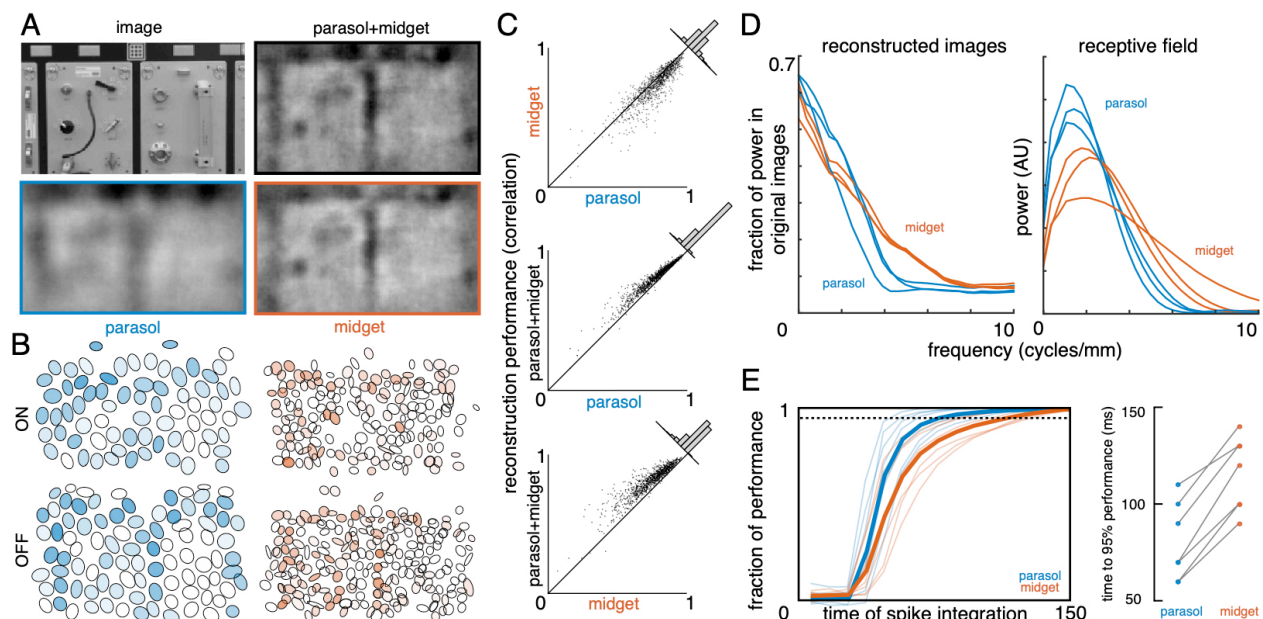 A
image
parasol+midget
parasol
midget
B
ON
OFF
C
reconstruction performance (correlation)
1
midget
0
parasol
1
1
parasol+midget
0
parasol
1
1
parasol+midget
0
midget
1
D
reconstructed images
receptive field
0.7
fraction of power in
original images
midget
parasol
0
10
power (AU)
parasol
midget
0
10
frequency (cycles/mm)
E
1
fraction of performance
parasol
midget
0
time of spike integration
150
150
time to 95% performance (ms)
100
50
parasol
midget